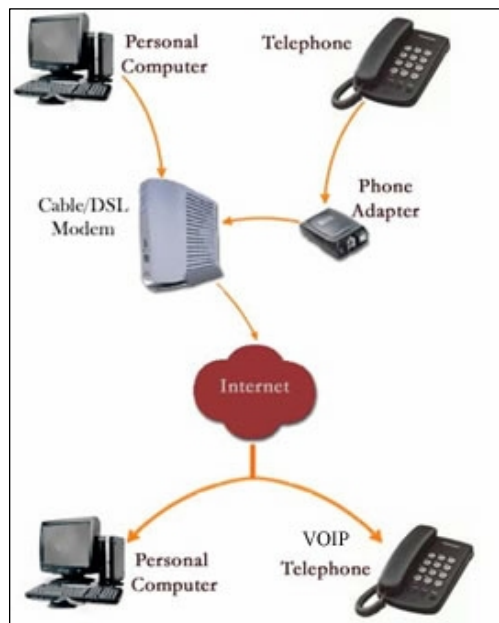 Personal
Computer
Telephone
Cable/DSL
Modem
Phone
Adapter
Internet
Personal
Computer
VOIP
Telephone